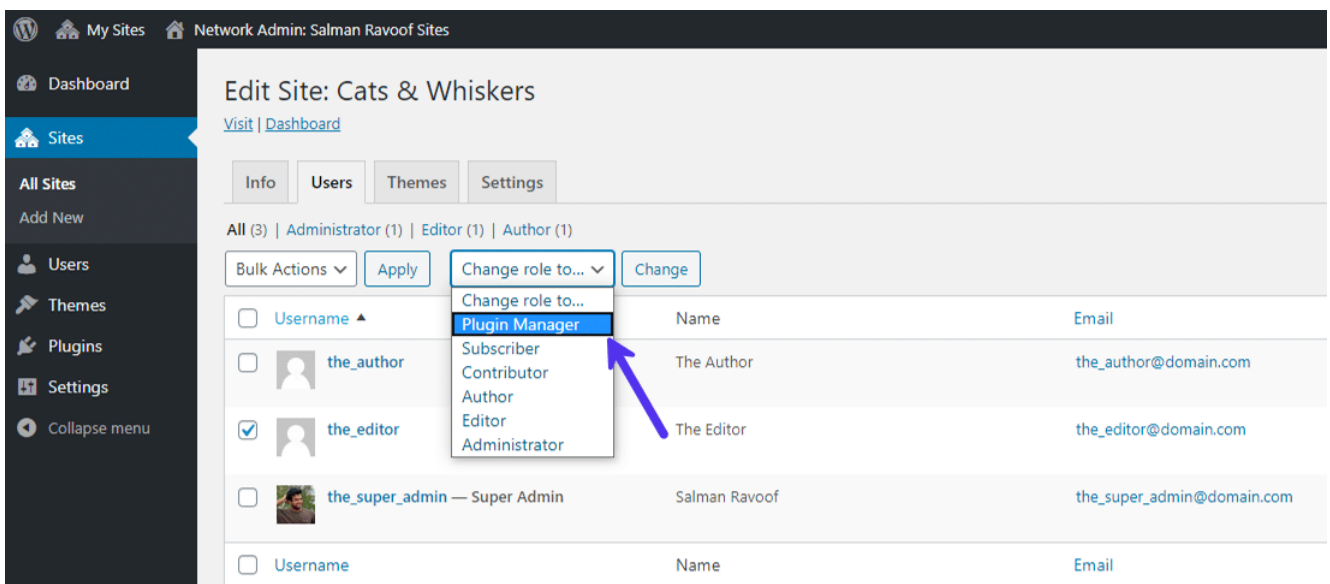 My Sites Network Admin: Salman Ravoof Sites
Dashboard
Sites
All Sites
Add New
Users
Themes
Plugins
Settings
Collapse menu
Edit Site: Cats & Whiskers
Visit | Dashboard
Info Users Themes Settings
All (3) | Administrator (1) | Editor (1) | Author (1)
Bulk Actions Apply Change role to... Change
Change role to...
Plugin Manager
Subscriber
Contributor
Author
Editor
Administrator
Username Name Email
the_author The Author the_author@domain.com
the_editor The Editor the_editor@domain.com
the_super_admin — Super Admin Salman Ravoof the_super_admin@domain.com
Username Name Email